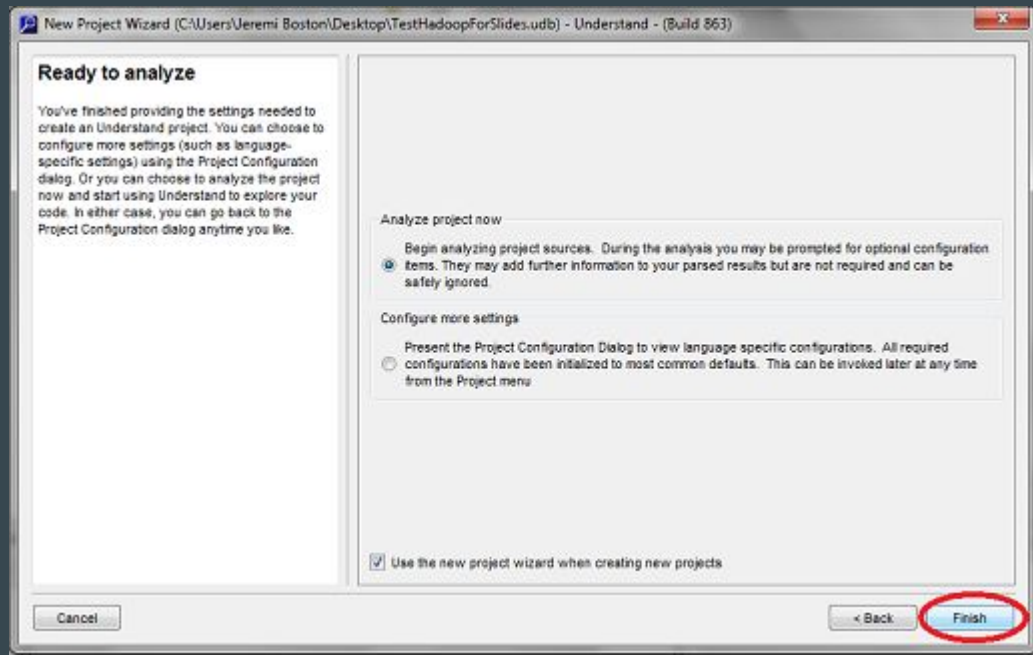 New Project Wizard (C:\Users\Jeremi Boston\Desktop\TestHadoopForSlides.udb) - Understand - (Build 863)
Ready to analyze
You've finished providing the settings needed to
create an Understand project. You can choose to
configure more settings (such as language-
specific settings) using the Project Configuration
dialog. Or you can choose to analyze the project
now and start using Understand to explore your
code. In either case, you can go back to the
Project Configuration dialog anytime you like.
Analyze project now
Begin analyzing project sources. During the analysis you may be prompted for optional configuration
items. They may add further information to your parsed results but are not required and can be
safely ignored.
Configure more settings
Present the Project Configuration Dialog to view language specific configurations. All required
configurations have been initialized to most common defaults. This can be invoked later at any time
from the Project menu
Use the new project wizard when creating new projects
Cancel
< Back
Finish